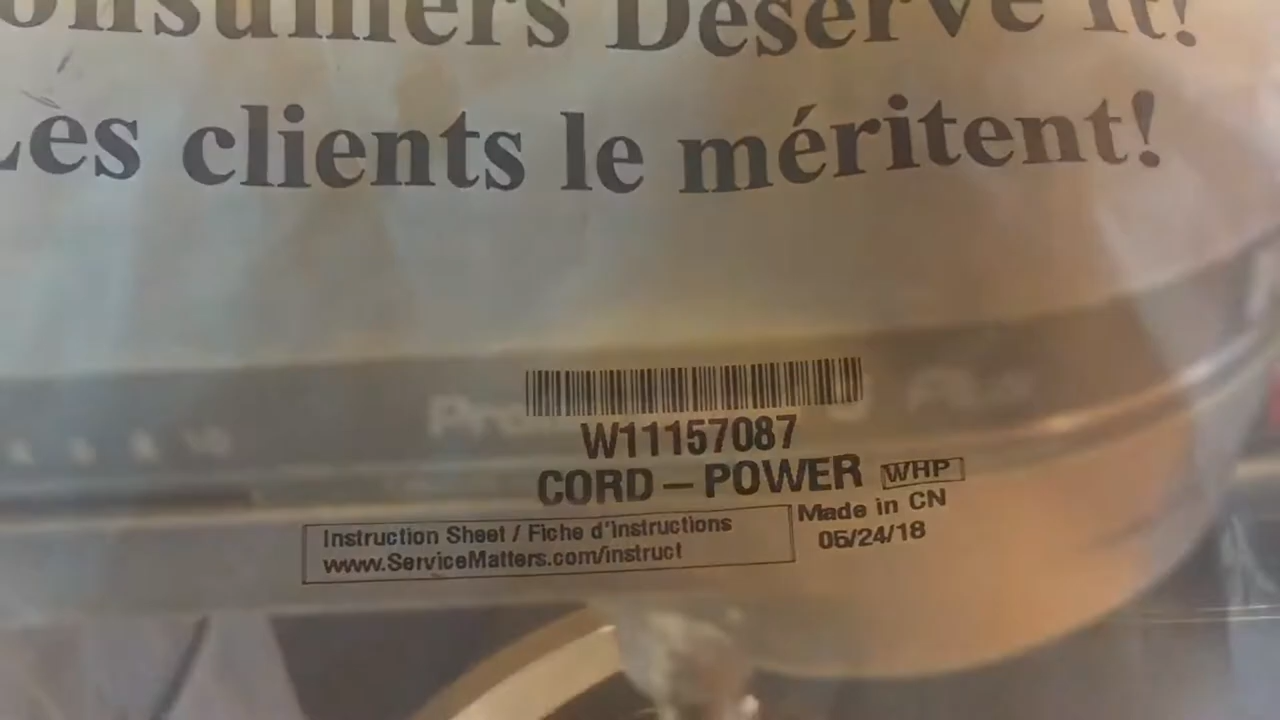 onsumers Deserve It!
Les clients le méritent!
W11157087
CORD – POWER WHP
Made in CN
05/24/18
Instruction Sheet / Fiche d'instructions
www.ServiceMatters.com/instruct
Plus